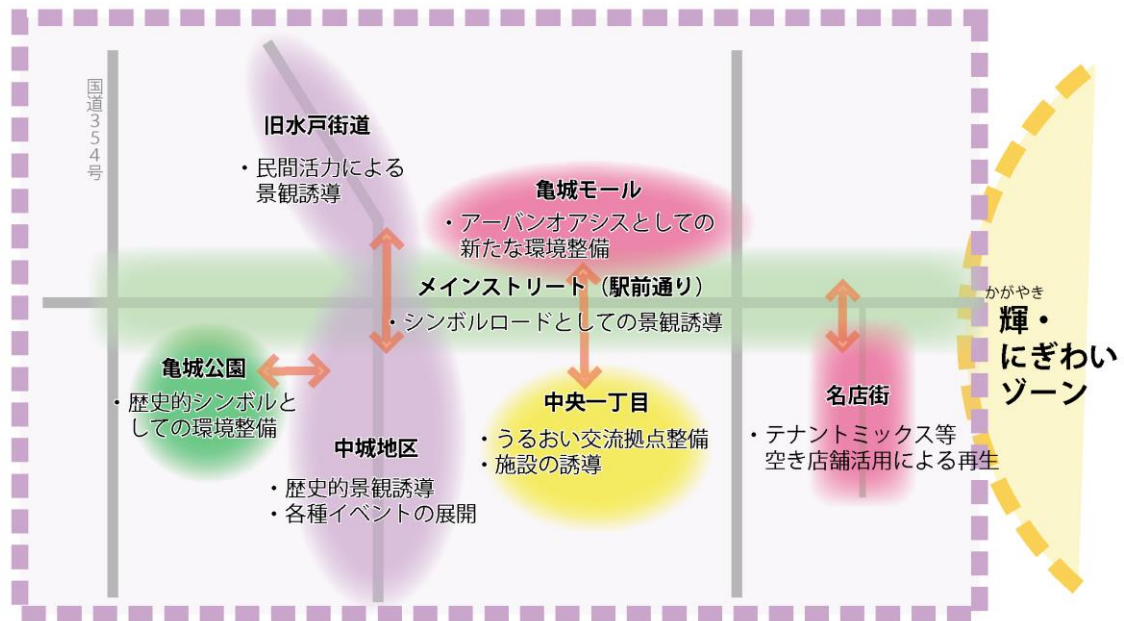 国道354号
旧水戸街道
・民間活力による
景観誘導
亀城モール
・アーバンオアシスとしての
新たな環境整備
メインストリート（駅前通り）
・シンボルロードとしての景観誘導
亀城公園
・歴史的シンボルと
しての環境整備
中城地区
・歴史的景観誘導
・各種イベントの展開
中央一丁目
・うるおい交流拠点整備
・施設の誘導
名店街
・テナントミックス等
空き店舗活用による再生
かがやき
輝・
にぎわい
ゾーン